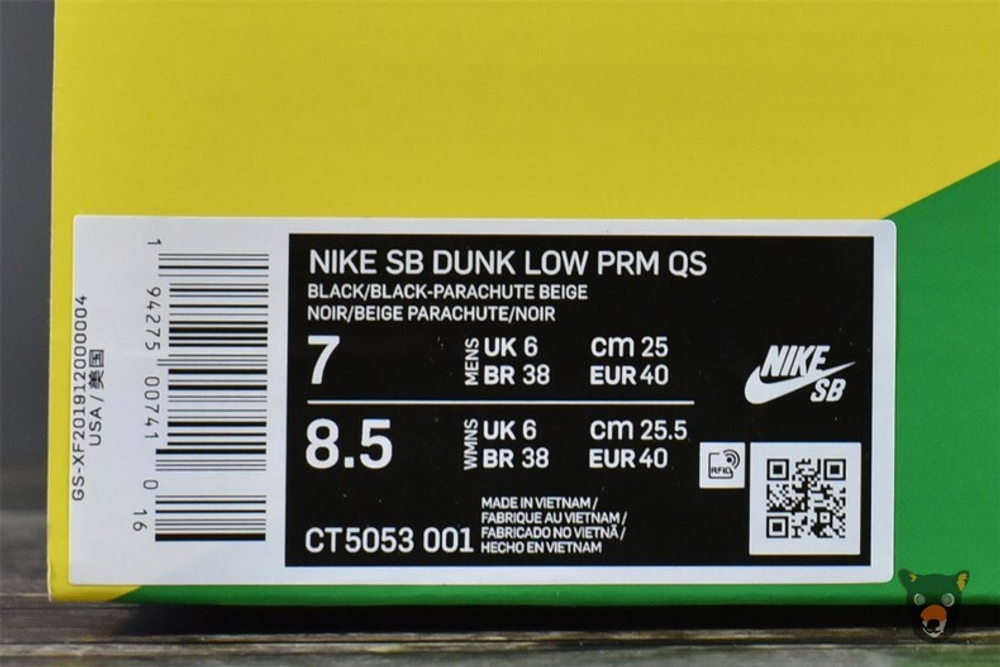 NIKE SB DUNK LOW PRM QS
BLACK/BLACK-PARACHUTE BEIGE
NOIR/BEIGE PARACHUTE/NOIR
7
MENS
UK 6
cm 25
BR 38
EUR 40
8.5
WMNS
UK 6
cm 25.5
BR 38
EUR 40
CT5053 001
MADE IN VIETNAM /
FABRIQUE AU VIETNAM /
FABRICADO NO VIETNÃ /
HECHO EN VIETNAM
NIKE
SB
RFID
1 94275 00741 0 16
GS-XF2019120000004
USA / 美国